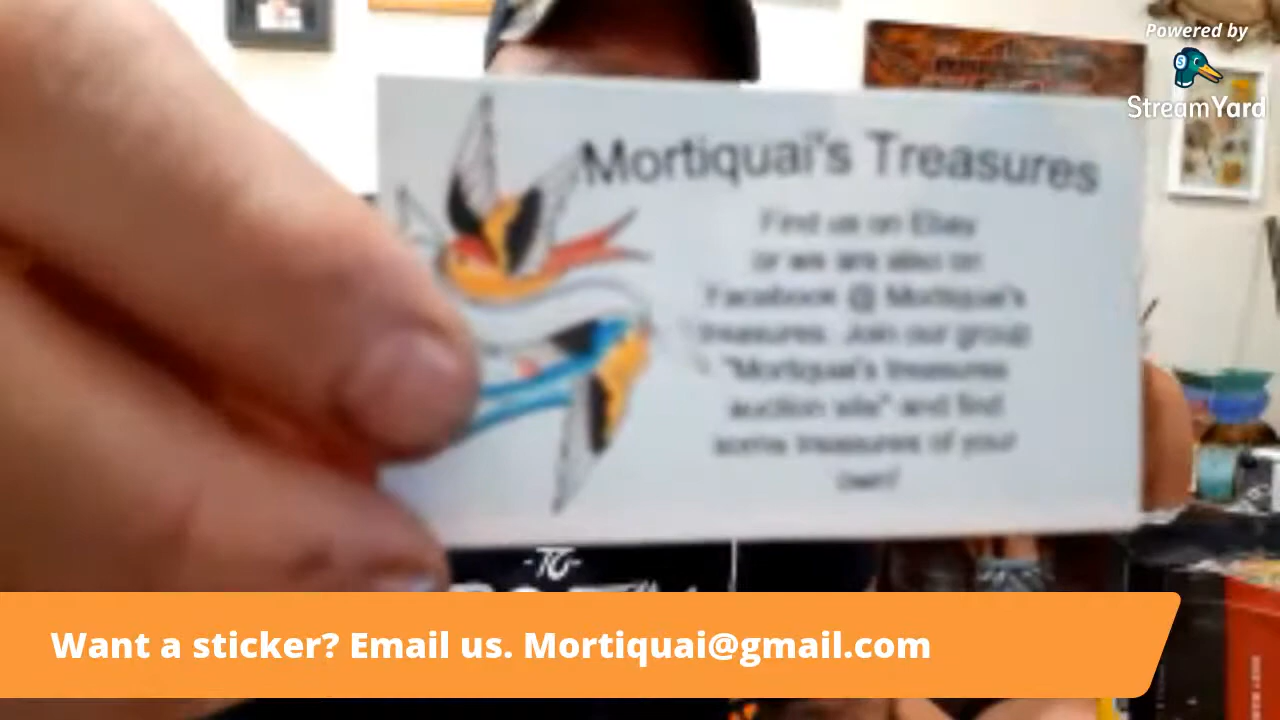 Powered by
StreamYard
Mortiquai's Treasures
Find us on Ebay
or we are also on
Facebook @ Mortiquai's
treasures. Join our group
"Mortiquai's treasures
auction site" and find
some treasures of your
own!
-TO-
Want a sticker? Email us. Mortiquai@gmail.com